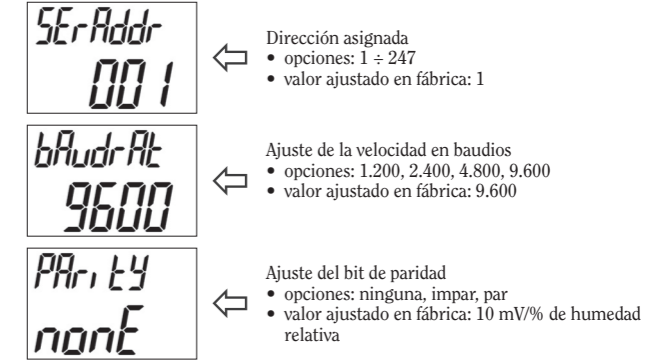 SErAddr
001
Dirección asignada
• opciones: 1 ÷ 247
• valor ajustado en fábrica: 1
bAudrAt
9600
Ajuste de la velocidad en baudios
• opciones: 1.200, 2.400, 4.800, 9.600
• valor ajustado en fábrica: 9.600
PAritY
nonE
Ajuste del bit de paridad
• opciones: ninguna, impar, par
• valor ajustado en fábrica: 10 mV/% de humedad
relativa